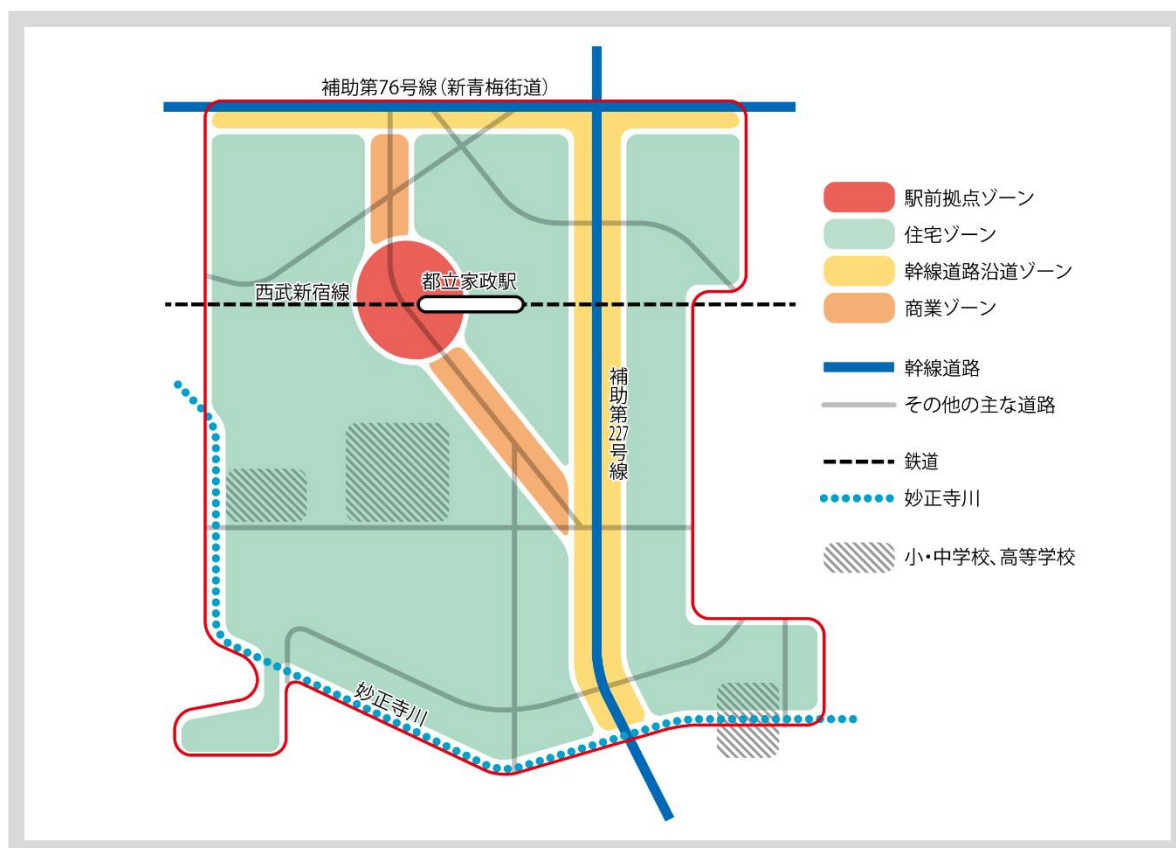 補助第76号線（新青梅街道）
駅前拠点ゾーン
住宅ゾーン
幹線道路沿道ゾーン
商業ゾーン
都立家政駅
西武新宿線
補助第227号線
幹線道路
その他の主な道路
鉄道
妙正寺川
小・中学校、高等学校
妙正寺川